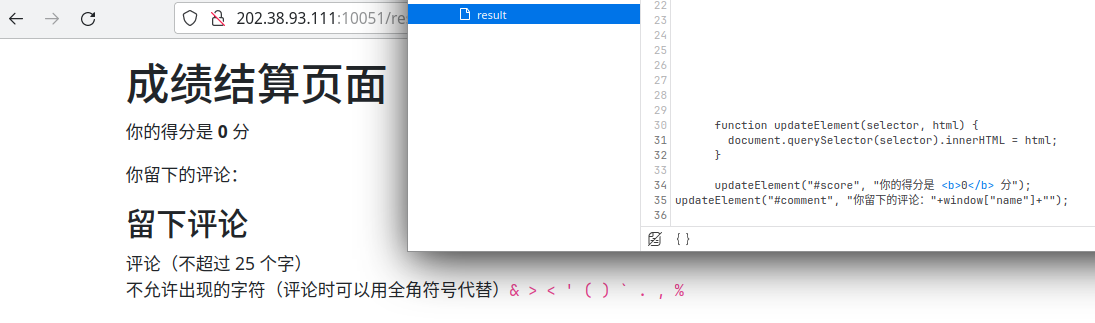 202.38.93.111:10051/re
成绩结算页面
你的得分是 0 分
你留下的评论：
留下评论
评论（不超过 25 个字）
不允许出现的字符（评论时可以用全角符号代替）& > < ' ( ) ` . , %
result
22
23
24
25
26
27
28
29
30 function updateElement(selector, html) {
31 document.querySelector(selector).innerHTML = html;
32 }
33
34 updateElement("#score", "你的得分是 <b>0</b> 分");
35 updateElement("#comment", "你留下的评论："+window["name"]+"");
36
{ }